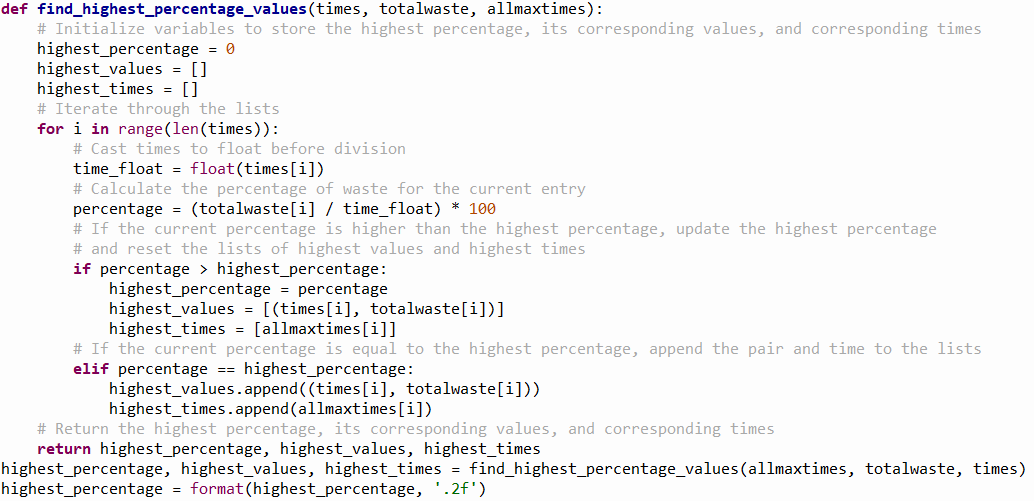 def find_highest_percentage_values(times, totalwaste, allmaxtimes):
    # Initialize variables to store the highest percentage, its corresponding values, and corresponding times
    highest_percentage = 0
    highest_values = []
    highest_times = []
    # Iterate through the lists
    for i in range(len(times)):
        # Cast times to float before division
        time_float = float(times[i])
        # Calculate the percentage of waste for the current entry
        percentage = (totalwaste[i] / time_float) * 100
        # If the current percentage is higher than the highest percentage, update the highest percentage
        # and reset the lists of highest values and highest times
        if percentage > highest_percentage:
            highest_percentage = percentage
            highest_values = [(times[i], totalwaste[i])]
            highest_times = [allmaxtimes[i]]
        # If the current percentage is equal to the highest percentage, append the pair and time to the lists
        elif percentage == highest_percentage:
            highest_values.append((times[i], totalwaste[i]))
            highest_times.append(allmaxtimes[i])
    # Return the highest percentage, its corresponding values, and corresponding times
    return highest_percentage, highest_values, highest_times
highest_percentage, highest_values, highest_times = find_highest_percentage_values(allmaxtimes, totalwaste, times)
highest_percentage = format(highest_percentage, '.2f')